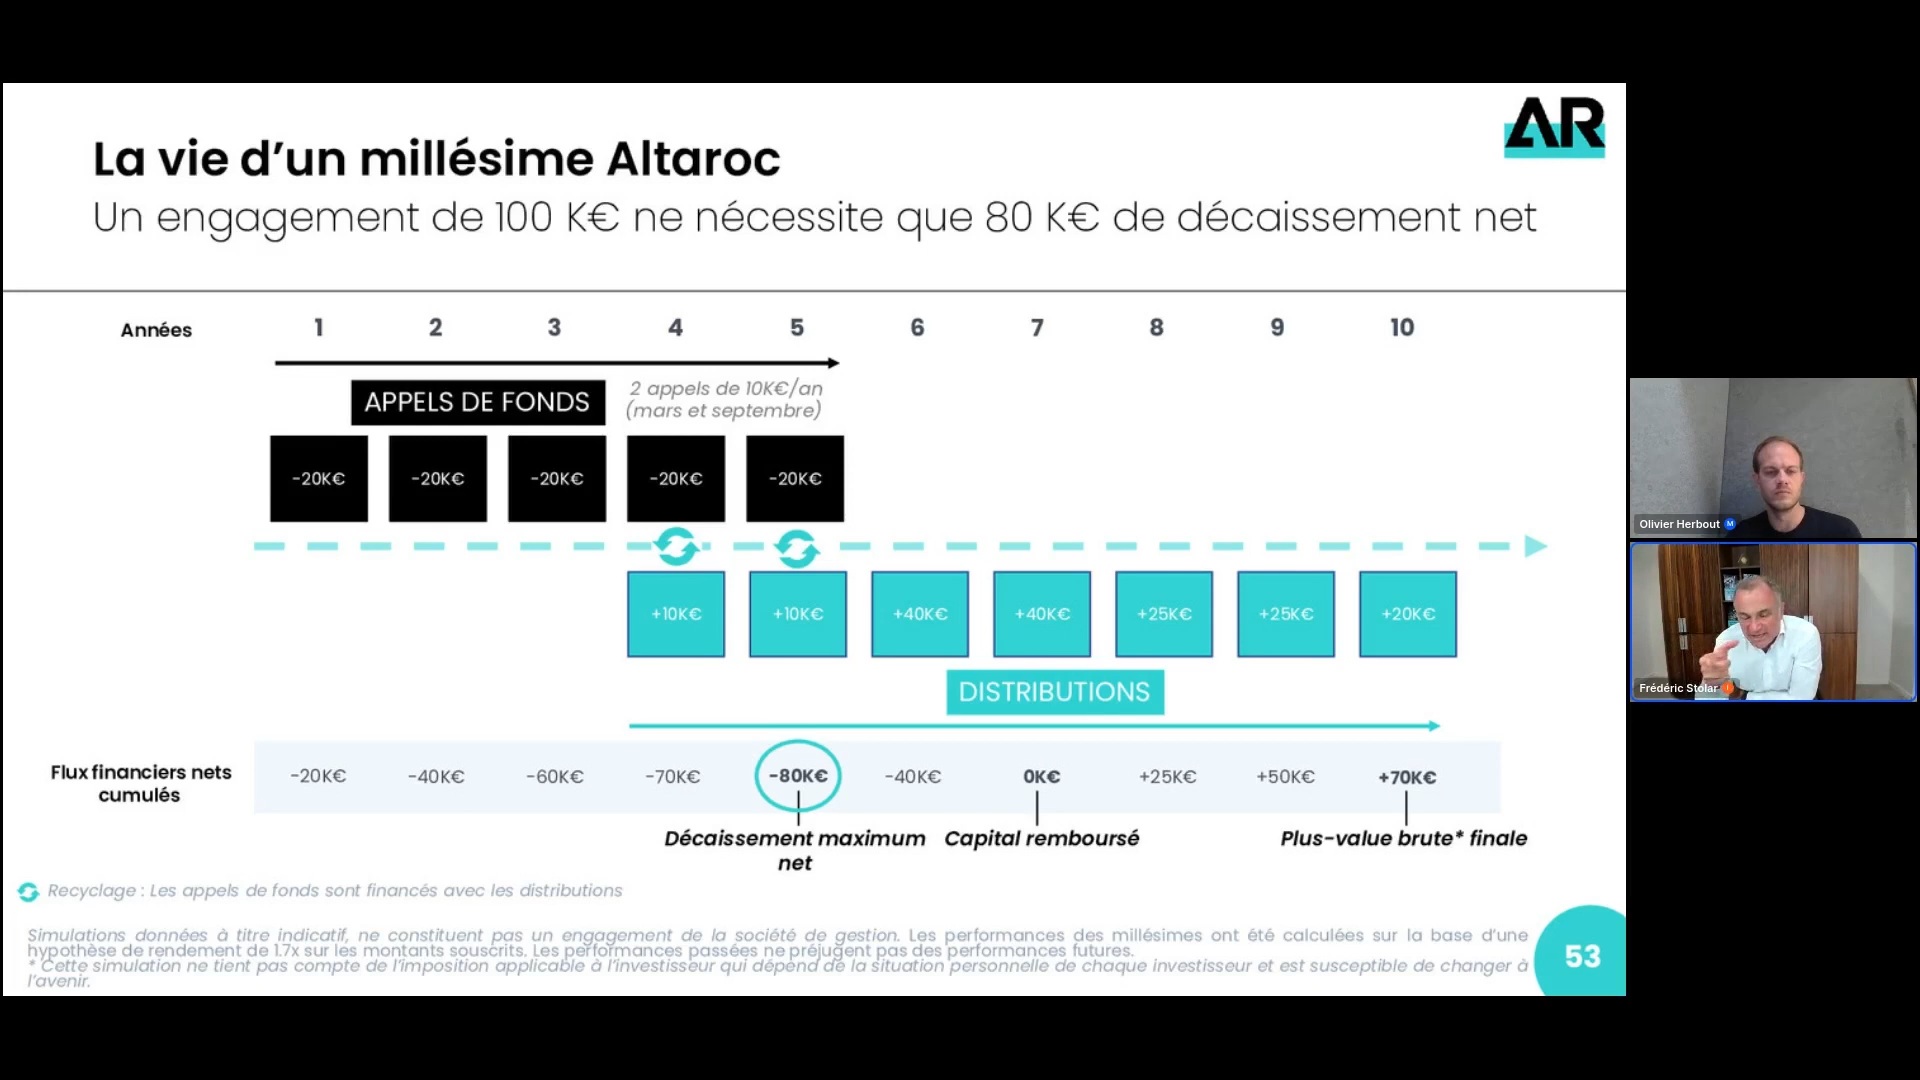 AR
La vie d’un millésime Altaroc
Un engagement de 100 K€ ne nécessite que 80 K€ de décaissement net
Années 1 2 3 4 5 6 7 8 9 10
APPELS DE FONDS
2 appels de 10K€/an
(mars et septembre)
-20K€ -20K€ -20K€ -20K€ -20K€
+10K€ +10K€ +40K€ +40K€ +25K€ +25K€ +20K€
DISTRIBUTIONS
Flux financiers nets
cumulés
-20K€ -40K€ -60K€ -70K€ -80K€ -40K€ 0K€ +25K€ +50K€ +70K€
Décaissement maximum
net
Capital remboursé
Plus-value brute* finale
Recyclage : Les appels de fonds sont financés avec les distributions
Simulations données à titre indicatif, ne constituent pas un engagement de la société de gestion. Les performances des millésimes ont été calculées sur la base d’une
hypothèse de rendement de 1.7x sur les montants souscrits. Les performances passées ne préjugent pas des performances futures.
* Cette simulation ne tient pas compte de l’imposition applicable à l’investisseur qui dépend de la situation personnelle de chaque investisseur et est susceptible de changer à
l’avenir.
53
Olivier Herbout M
Frédéric Stolar